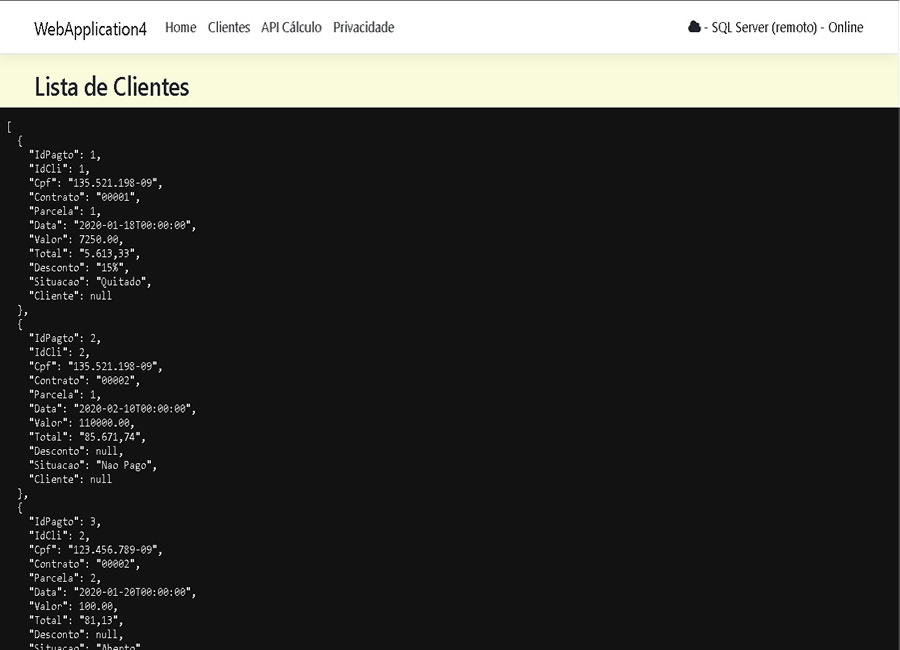 WebApplication4 Home Clientes API Cálculo Privacidade - SQL Server (remoto) - Online
Lista de Clientes
[
{
"IdPagto": 1,
"IdCli": 1,
"Cpf": "135.521.198-09",
"Contrato": "00001",
"Parcela": 1,
"Data": "2020-01-18T00:00:00",
"Valor": 7250.00,
"Total": "5.613,33",
"Desconto": "15%",
"Situacao": "Quitado",
"Cliente": null
},
{
"IdPagto": 2,
"IdCli": 2,
"Cpf": "135.521.198-09",
"Contrato": "00002",
"Parcela": 1,
"Data": "2020-02-10T00:00:00",
"Valor": 110000.00,
"Total": "85.671,74",
"Desconto": null,
"Situacao": "Nao Pago",
"Cliente": null
},
{
"IdPagto": 3,
"IdCli": 2,
"Cpf": "123.456.789-09",
"Contrato": "00002",
"Parcela": 2,
"Data": "2020-01-20T00:00:00",
"Valor": 100.00,
"Total": "81,13",
"Desconto": null,
"Situacao": "Aberto"